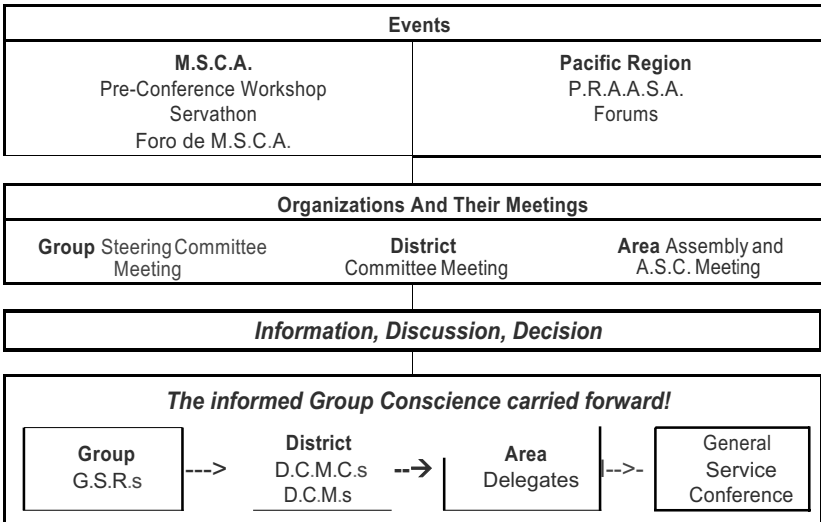 Events
M.S.C.A.
Pre-Conference Workshop
Servathon
Foro de M.S.C.A.
Pacific Region
P.R.A.A.S.A.
Forums
Organizations And Their Meetings
Group Steering Committee
Meeting
District
Committee Meeting
Area Assembly and
A.S.C. Meeting
Information, Discussion, Decision
The informed Group Conscience carried forward!
Group
G.S.R.s
--->
District
D.C.M.C.s
D.C.M.s
--→
Area
Delegates
|-->-
General
Service
Conference